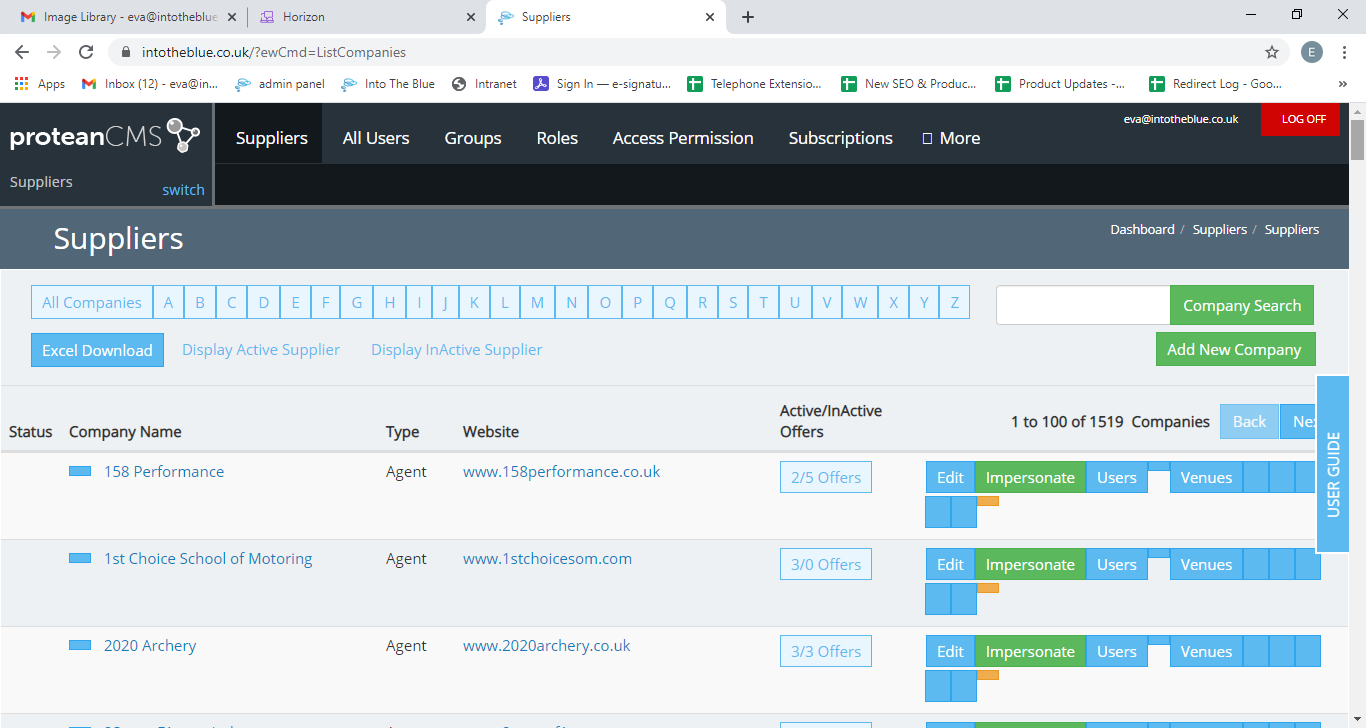 Image Library - eva@intotheblue
Horizon
Suppliers
intotheblue.co.uk/?ewCmd=ListCompanies
E
Apps
Inbox (12) - eva@in...
admin panel
Into The Blue
Intranet
Sign In — e-signatu...
Telephone Extensio...
New SEO & Produc...
Product Updates -...
Redirect Log - Goo...
»
proteanCMS
Suppliers
switch
Suppliers
All Users
Groups
Roles
Access Permission
Subscriptions
More
eva@intotheblue.co.uk
LOG OFF
Suppliers
Dashboard / Suppliers / Suppliers
All Companies A B C D E F G H I J K L M N O P Q R S T U V W X Y Z
Company Search
Excel Download Display Active Supplier Display InActive Supplier
Add New Company
Status Company Name Type Website Active/InActive Offers 1 to 100 of 1519 Companies Back Nex
158 Performance Agent www.158performance.co.uk 2/5 Offers Edit Impersonate Users Venues
1st Choice School of Motoring Agent www.1stchoicesom.com 3/0 Offers Edit Impersonate Users Venues
2020 Archery Agent www.2020archery.co.uk 3/3 Offers Edit Impersonate Users Venues
USER GUIDE